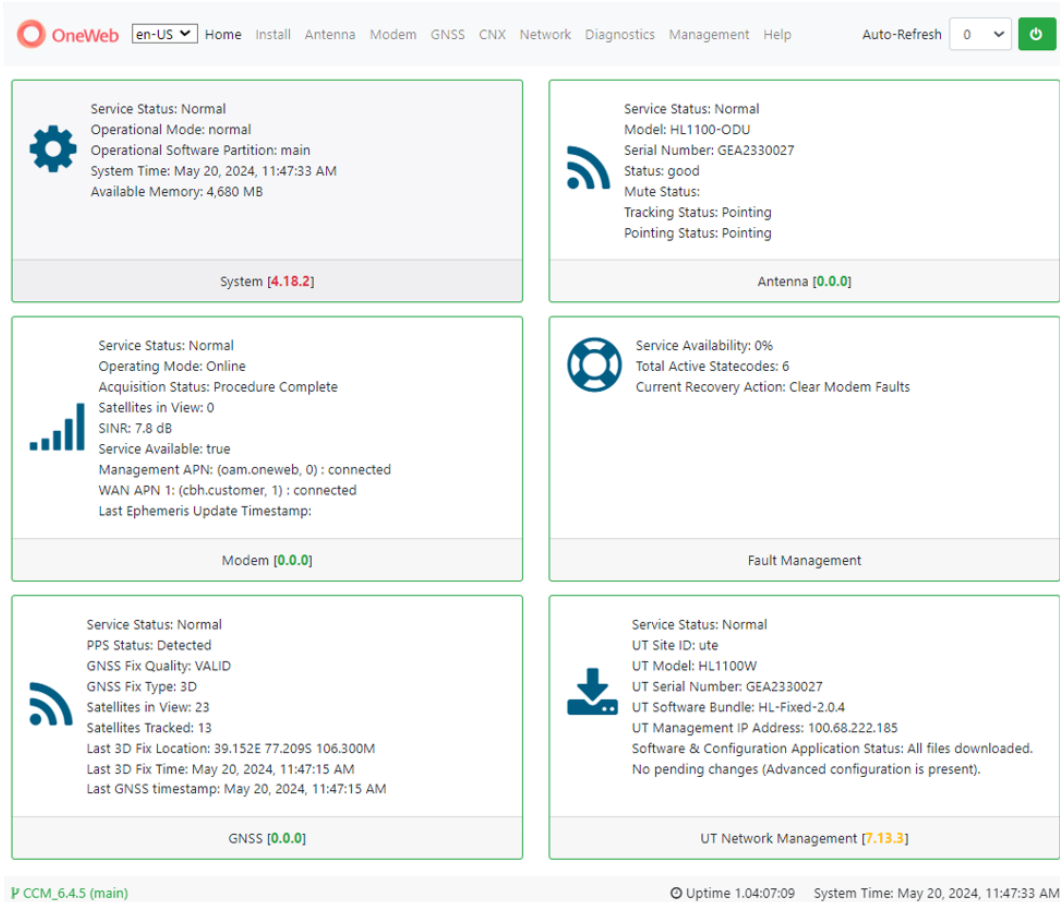 OneWeb en-US Home Install Antenna Modem GNSS CNX Network Diagnostics Management Help Auto-Refresh 0
Service Status: Normal
Operational Mode: normal
Operational Software Partition: main
System Time: May 20, 2024, 11:47:33 AM
Available Memory: 4,680 MB
System [4.18.2]
Service Status: Normal
Model: HL1100-ODU
Serial Number: GEA2330027
Status: good
Mute Status:
Tracking Status: Pointing
Pointing Status: Pointing
Antenna [0.0.0]
Service Status: Normal
Operating Mode: Online
Acquisition Status: Procedure Complete
Satellites in View: 0
SINR: 7.8 dB
Service Available: true
Management APN: (oam.oneweb, 0) : connected
WAN APN 1: (cbh.customer, 1) : connected
Last Ephemeris Update Timestamp:
Modem [0.0.0]
Service Availability: 0%
Total Active Statecodes: 6
Current Recovery Action: Clear Modem Faults
Fault Management
Service Status: Normal
PPS Status: Detected
GNSS Fix Quality: VALID
GNSS Fix Type: 3D
Satellites in View: 23
Satellites Tracked: 13
Last 3D Fix Location: 39.152E 77.209S 106.300M
Last 3D Fix Time: May 20, 2024, 11:47:15 AM
Last GNSS timestamp: May 20, 2024, 11:47:15 AM
GNSS [0.0.0]
Service Status: Normal
UT Site ID: ute
UT Model: HL1100W
UT Serial Number: GEA2330027
UT Software Bundle: HL-Fixed-2.0.4
UT Management IP Address: 100.68.222.185
Software & Configuration Application Status: All files downloaded.
No pending changes (Advanced configuration is present).
UT Network Management [7.13.3]
CCM_6.4.5 (main) Uptime 1.04:07:09 System Time: May 20, 2024, 11:47:33 AM